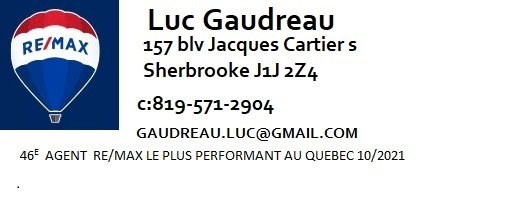 Luc Gaudreau
RE/MAX
157 blv Jacques Cartier s
Sherbrooke J1J 2Z4
c:819-571-2904
GAUDREAU.LUC@GMAIL.COM
46E AGENT RE/MAX LE PLUS PERFORMANT AU QUEBEC 10/2021
.